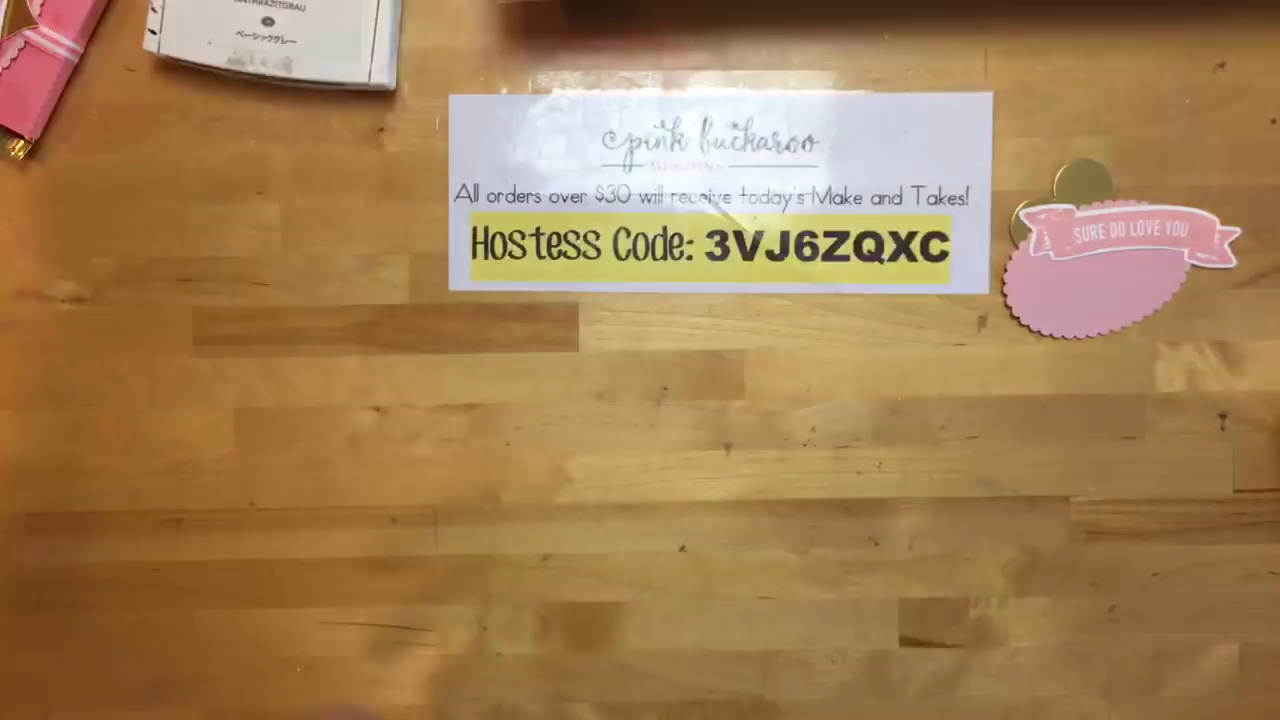 ANTHRAZITGRAU
ベーシックグレー
pink buckaroo
All orders over $30 will receive today's Make and Takes!
Hostess Code: 3VJ6ZQXC
SURE DO LOVE YOU